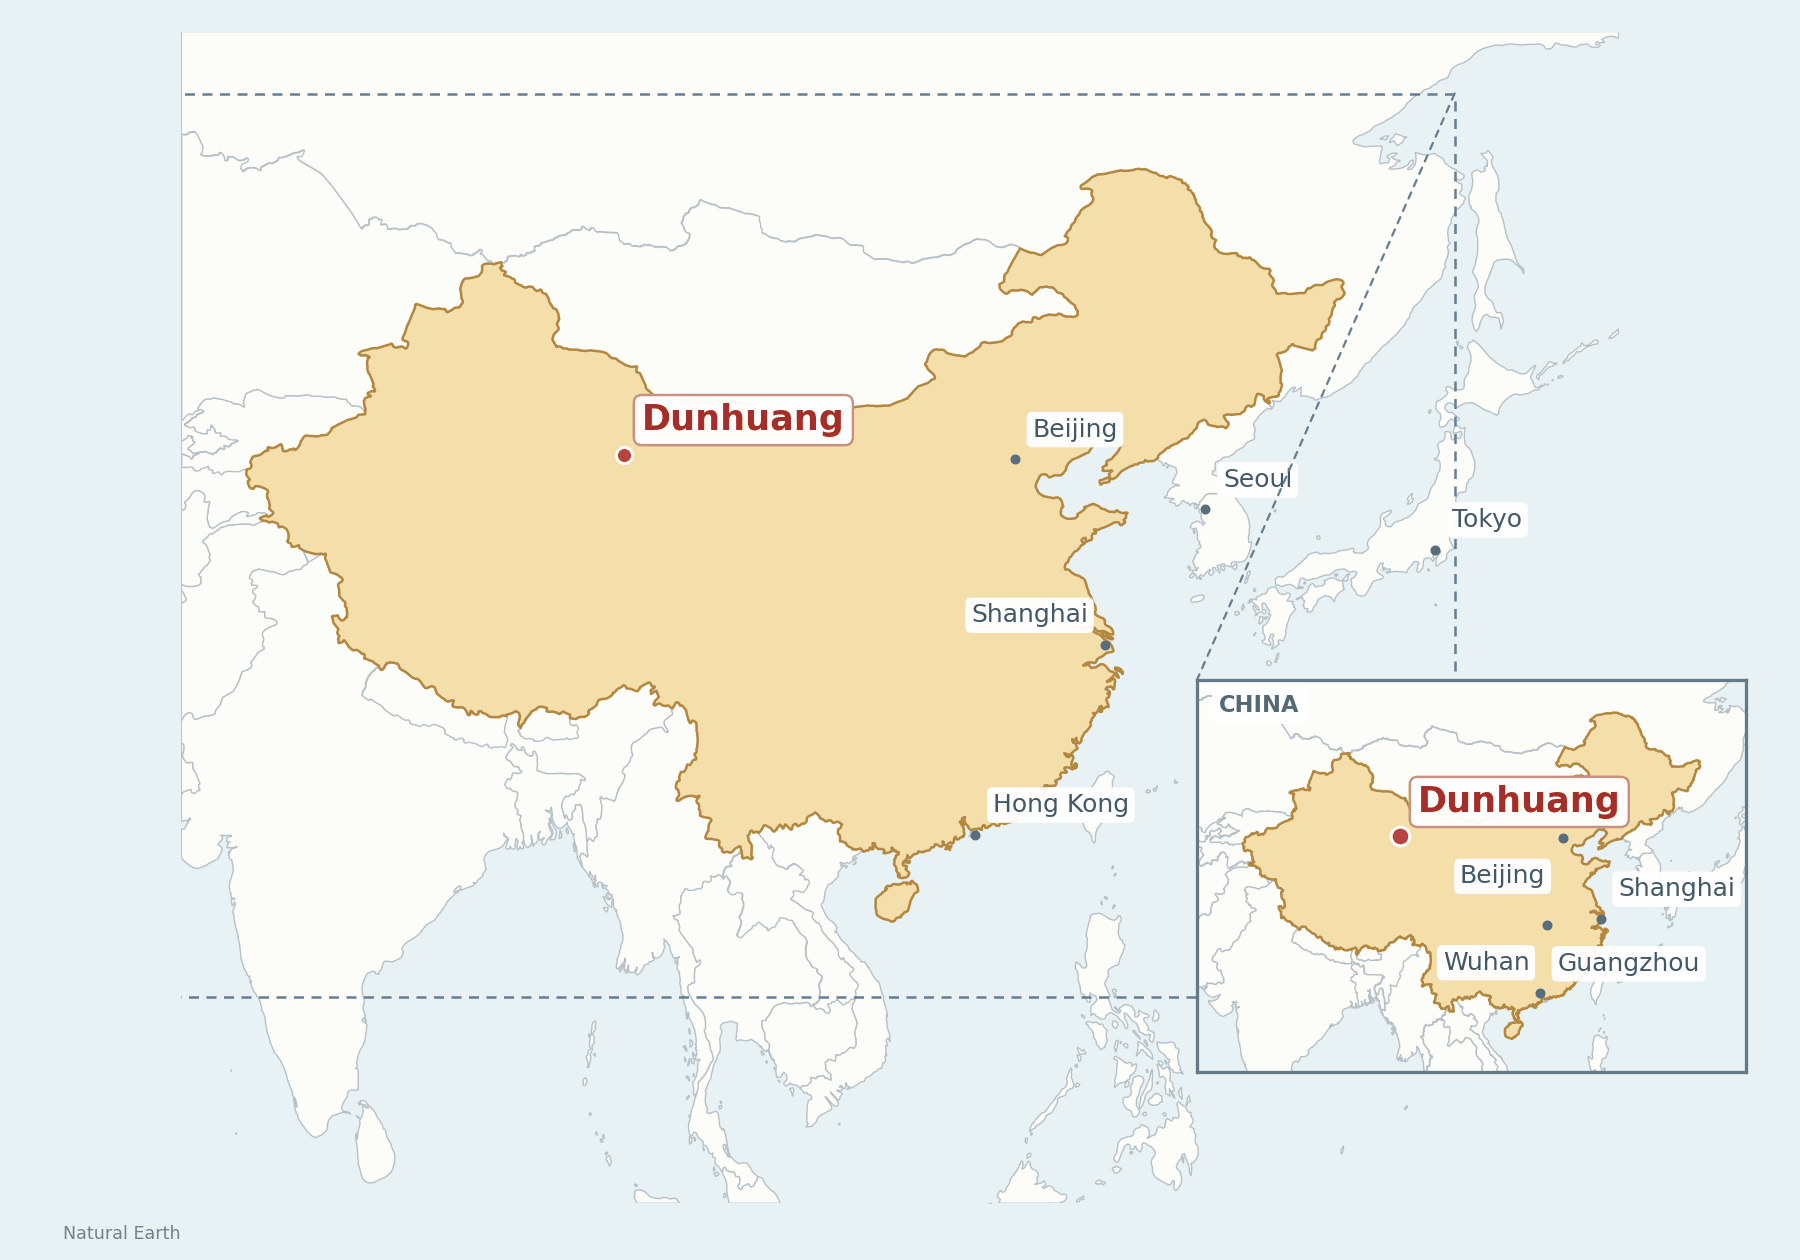 Dunhuang
Beijing
Seoul
Tokyo
Shanghai
Hong Kong
CHINA
Dunhuang
Beijing
Shanghai
Wuhan
Guangzhou
Natural Earth